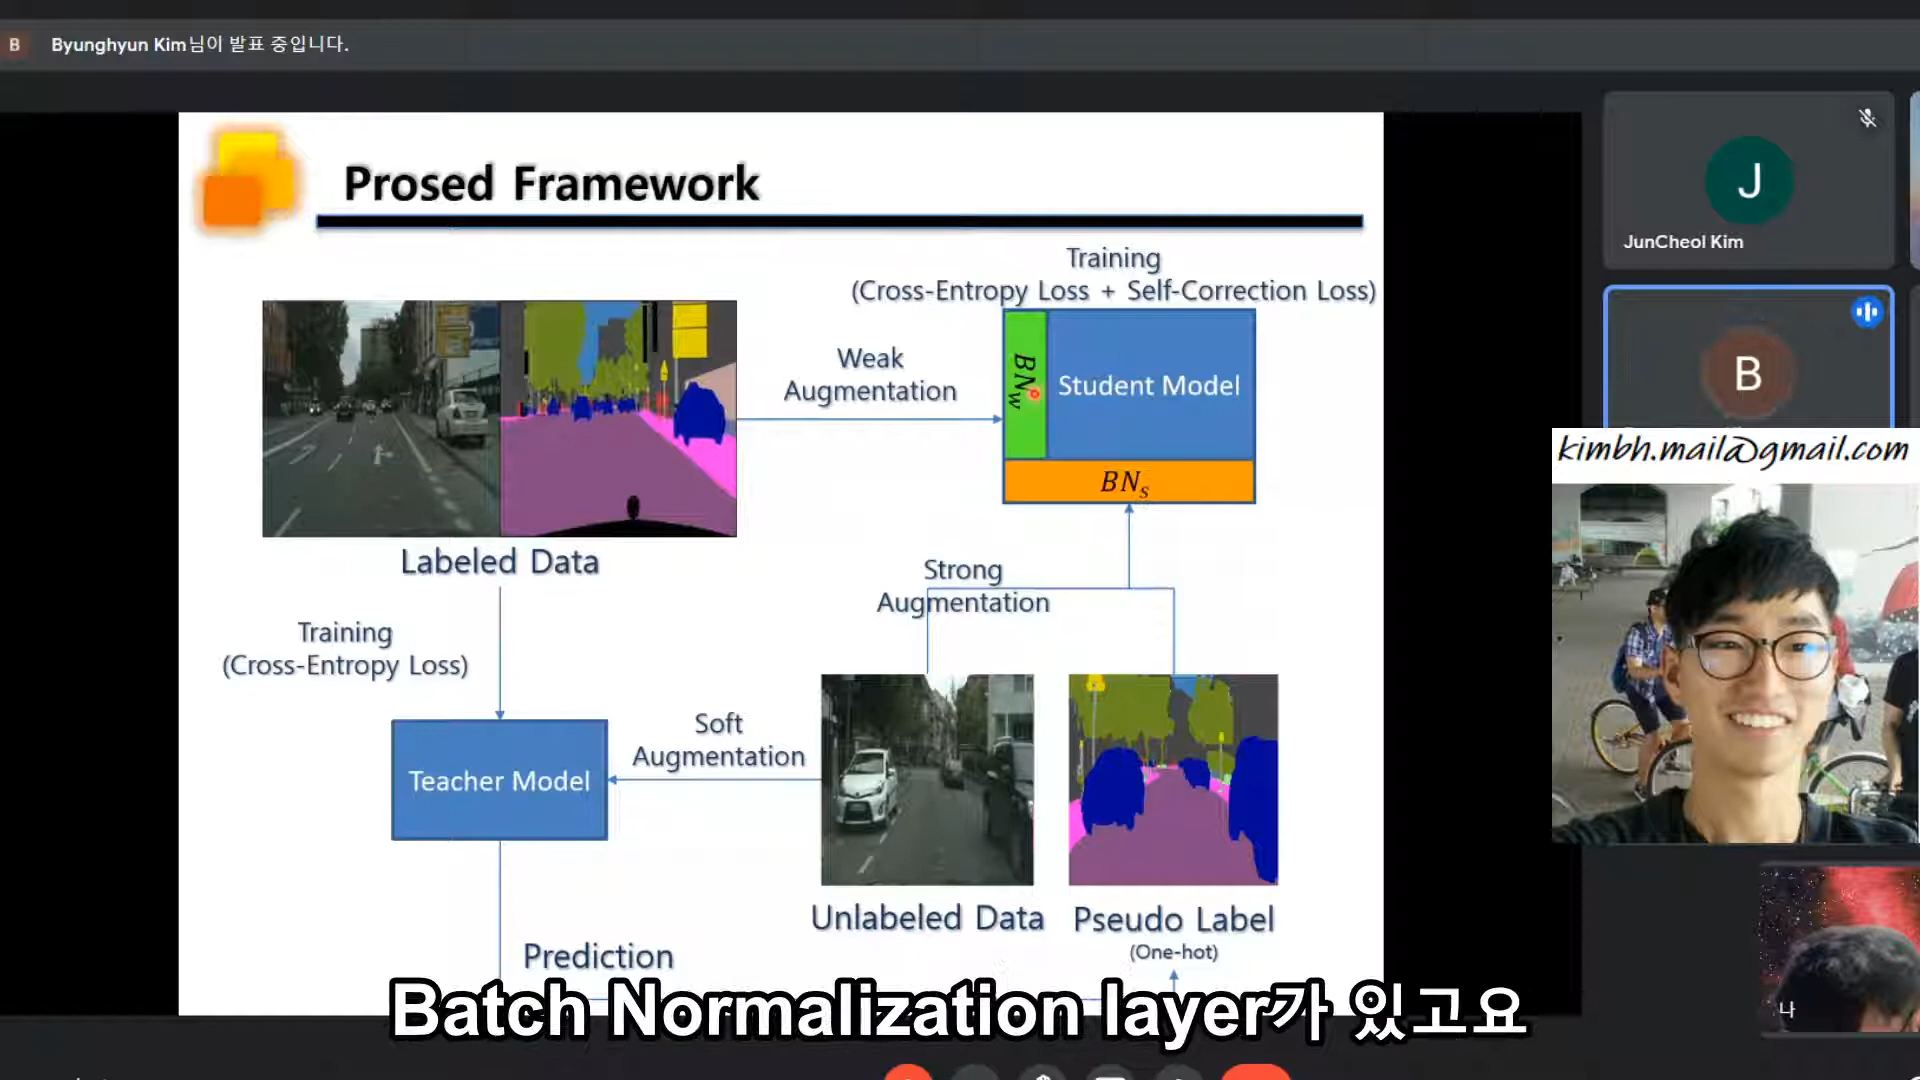 B
Byunghyun Kim님이 발표 중입니다.
Prosed Framework
Training
(Cross-Entropy Loss + Self-Correction Loss)
Weak
Augmentation
BN_w
Student Model
BN_s
Labeled Data
Strong
Augmentation
Training
(Cross-Entropy Loss)
Soft
Augmentation
Teacher Model
Unlabeled Data
Pseudo Label
(One-hot)
Prediction
J
JunCheol Kim
B
kimbh.mail@gmail.com
나
Batch Normalization layer가 있고요